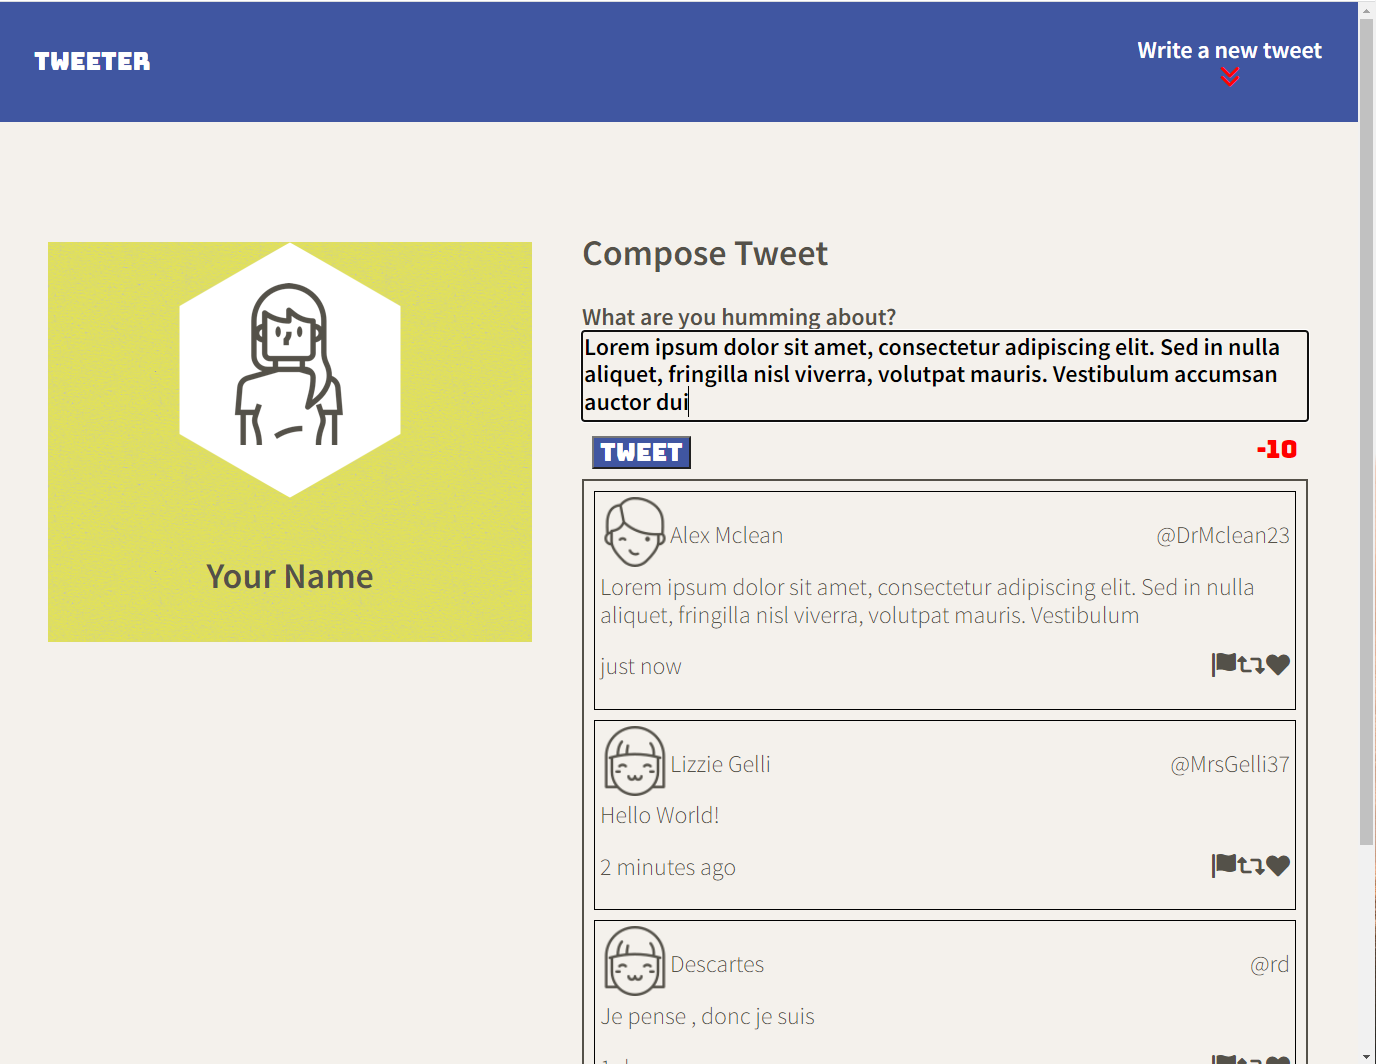 TWEETER
Write a new tweet
Your Name
Compose Tweet
What are you humming about?
Lorem ipsum dolor sit amet, consectetur adipiscing elit. Sed in nulla
aliquet, fringilla nisl viverra, volutpat mauris. Vestibulum accumsan
auctor dui
TWEET
-10
Alex Mclean
@DrMclean23
Lorem ipsum dolor sit amet, consectetur adipiscing elit. Sed in nulla
aliquet, fringilla nisl viverra, volutpat mauris. Vestibulum
just now
Lizzie Gelli
@MrsGelli37
Hello World!
2 minutes ago
Descartes
@rd
Je pense , donc je suis